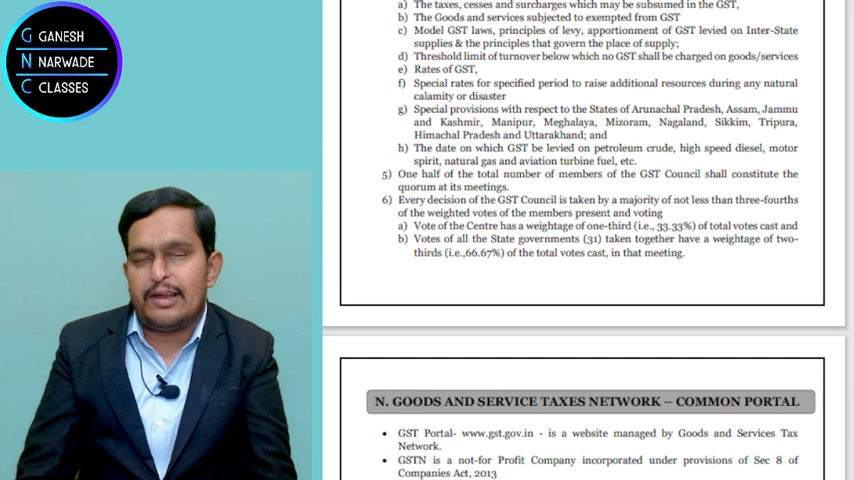 G GANESH
N NARWADE
C CLASSES
a) The taxes, cesses and surcharges which may be subsumed in the GST,
b) The Goods and services subjected to exempted from GST
c) Model GST laws, principles of levy, apportionment of GST levied on Inter-State
supplies & the principles that govern the place of supply;
d) Threshold limit of turnover below which no GST shall be charged on goods/services
e) Rates of GST,
f) Special rates for specified period to raise additional resources during any natural
calamity or disaster
g) Special provisions with respect to the States of Arunachal Pradesh, Assam, Jammu
and Kashmir, Manipur, Meghalaya, Mizoram, Nagaland, Sikkim, Tripura,
Himachal Pradesh and Uttarakhand; and
h) The date on which GST be levied on petroleum crude, high speed diesel, motor
spirit, natural gas and aviation turbine fuel, etc.
5) One half of the total number of members of the GST Council shall constitute the
quorum at its meetings.
6) Every decision of the GST Council is taken by a majority of not less than three-fourths
of the weighted votes of the members present and voting
a) Vote of the Centre has a weightage of one-third (i.e., 33.33%) of total votes cast and
b) Votes of all the State governments (31) taken together have a weightage of two-
thirds (i.e.,66.67%) of the total votes cast, in that meeting.
N. GOODS AND SERVICE TAXES NETWORK – COMMON PORTAL
• GST Portal- www.gst.gov.in - is a website managed by Goods and Services Tax
Network.
• GSTN is a not-for Profit Company incorporated under provisions of Sec 8 of
Companies Act, 2013